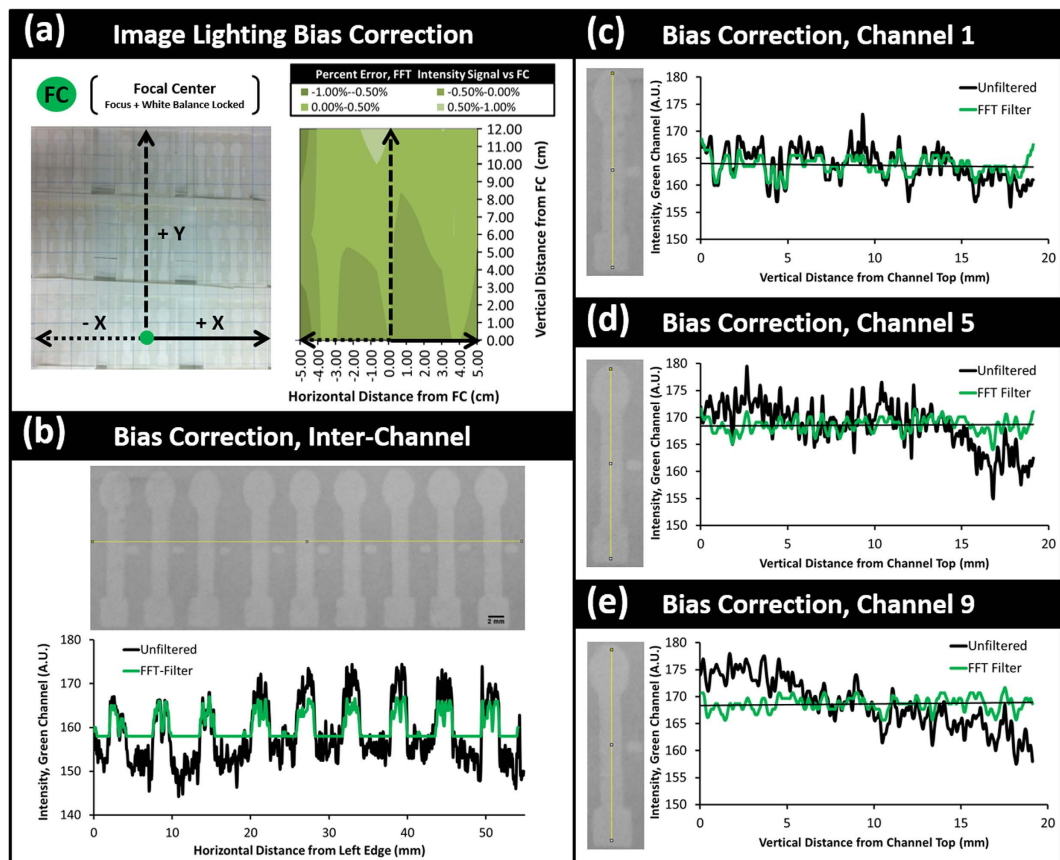 (a) Image Lighting Bias Correction
FC
Focal Center
Focus + White Balance Locked
+ Y
- X
+ X
Percent Error, FFT Intensity Signal vs FC
-1.00%--0.50%
-0.50%-0.00%
0.00%-0.50%
0.50%-1.00%
12.00
11.00
10.00
9.00
8.00
7.00
6.00
5.00
4.00
3.00
2.00
1.00
0.00
Vertical Distance from FC (cm)
-5.00
-4.00
-3.00
-2.00
-1.00
0.00
1.00
2.00
3.00
4.00
5.00
Horizontal Distance from FC (cm)
(b) Bias Correction, Inter-Channel
2 mm
Unfiltered
FFT-Filter
Intensity, Green Channel (A.U.)
180
170
160
150
140
0 10 20 30 40 50
Horizontal Distance from Left Edge (mm)
(c) Bias Correction, Channel 1
Unfiltered
FFT Filter
Intensity, Green Channel (A.U.)
180
175
170
165
160
155
150
0 5 10 15 20
Vertical Distance from Channel Top (mm)
(d) Bias Correction, Channel 5
Unfiltered
FFT Filter
Intensity, Green Channel (A.U.)
180
175
170
165
160
155
150
0 5 10 15 20
Vertical Distance from Channel Top (mm)
(e) Bias Correction, Channel 9
Unfiltered
FFT Filter
Intensity, Green Channel (A.U.)
180
175
170
165
160
155
150
0 5 10 15 20
Vertical Distance from Channel Top (mm)